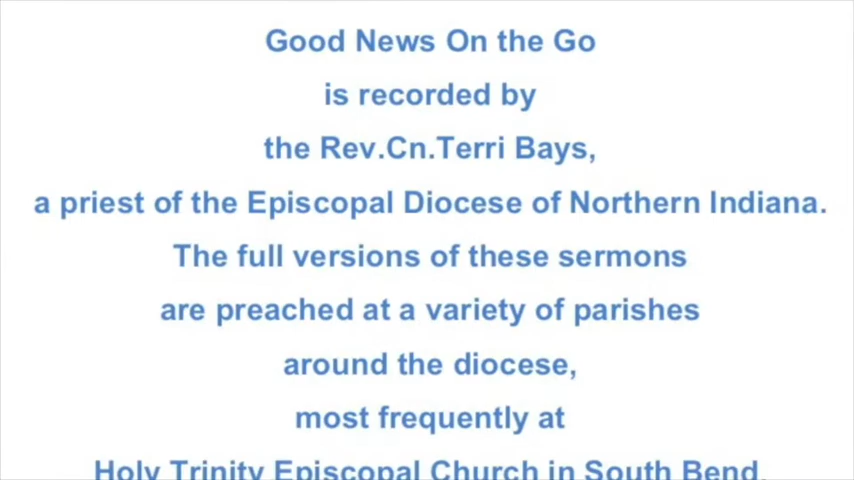 Good News On the Go
is recorded by
the Rev.Cn.Terri Bays,
a priest of the Episcopal Diocese of Northern Indiana.
The full versions of these sermons
are preached at a variety of parishes
around the diocese,
most frequently at
Holy Trinity Episcopal Church in South Bend.